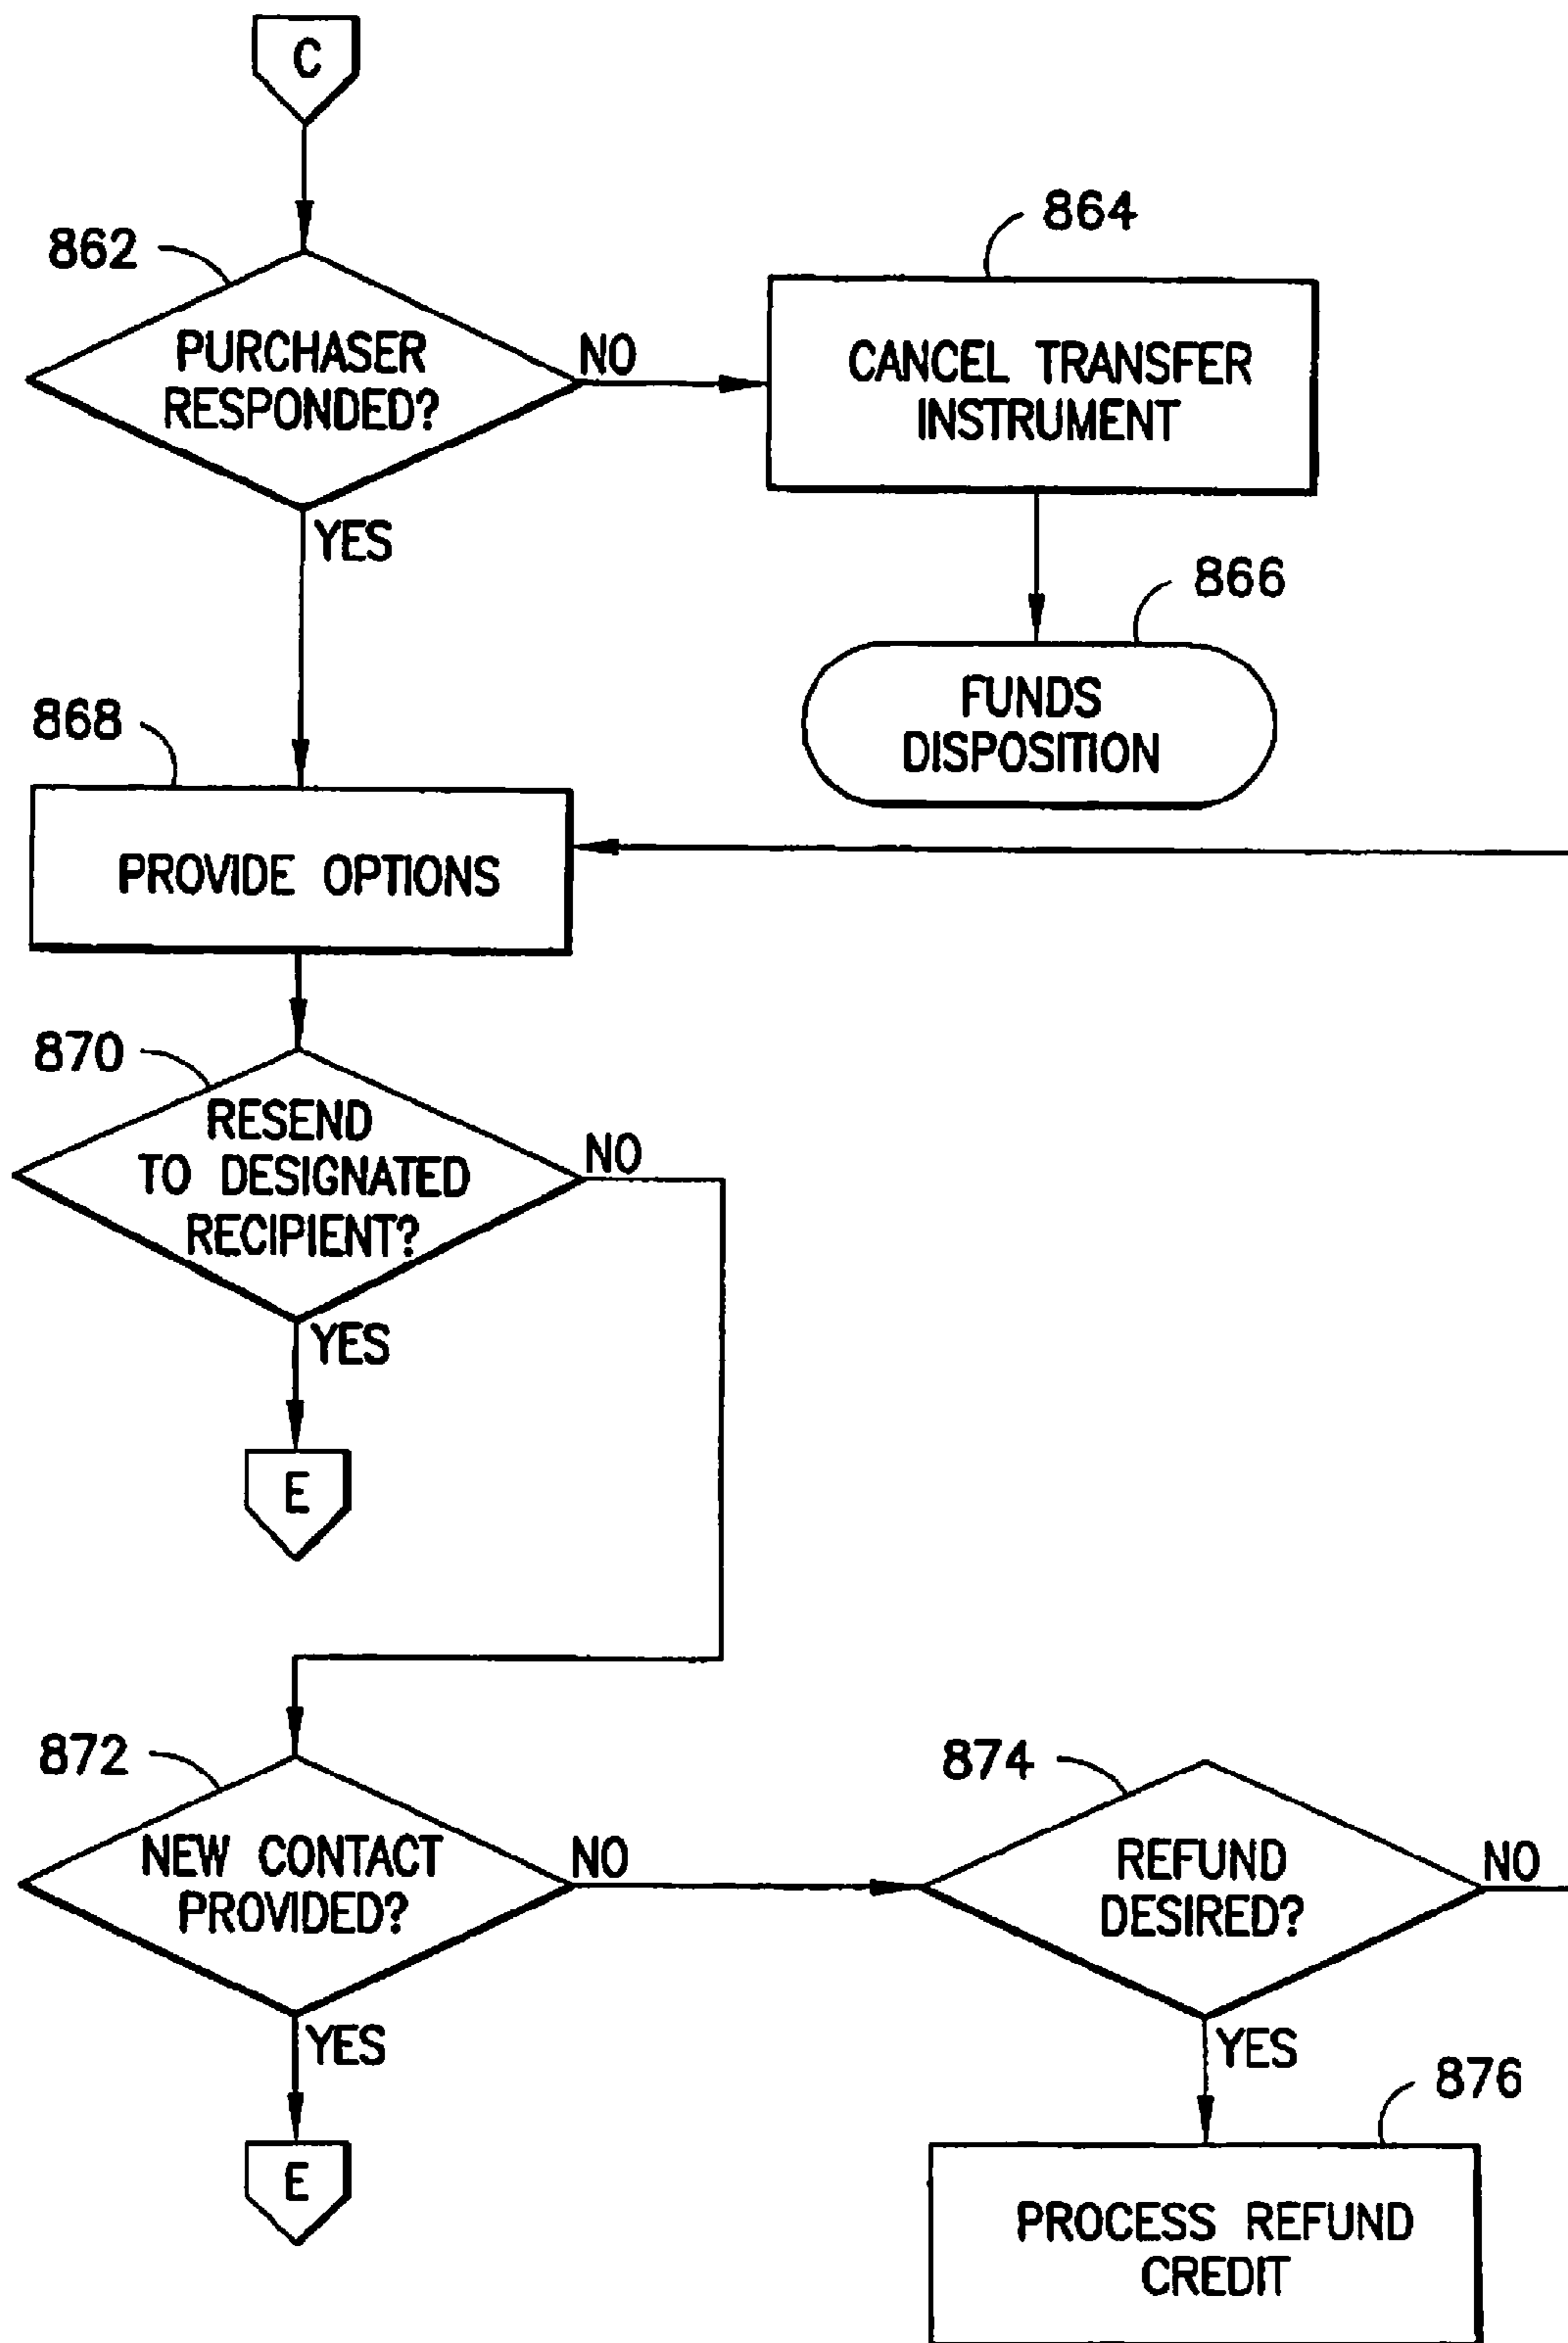 C
862
PURCHASER
RESPONDED?
NO
864
CANCEL TRANSFER
INSTRUMENT
YES
866
FUNDS
DISPOSITION
868
PROVIDE OPTIONS
870
RESEND
TO DESIGNATED
RECIPIENT?
NO
YES
E
872
NEW CONTACT
PROVIDED?
NO
874
REFUND
DESIRED?
NO
YES
E
YES
876
PROCESS REFUND
CREDIT